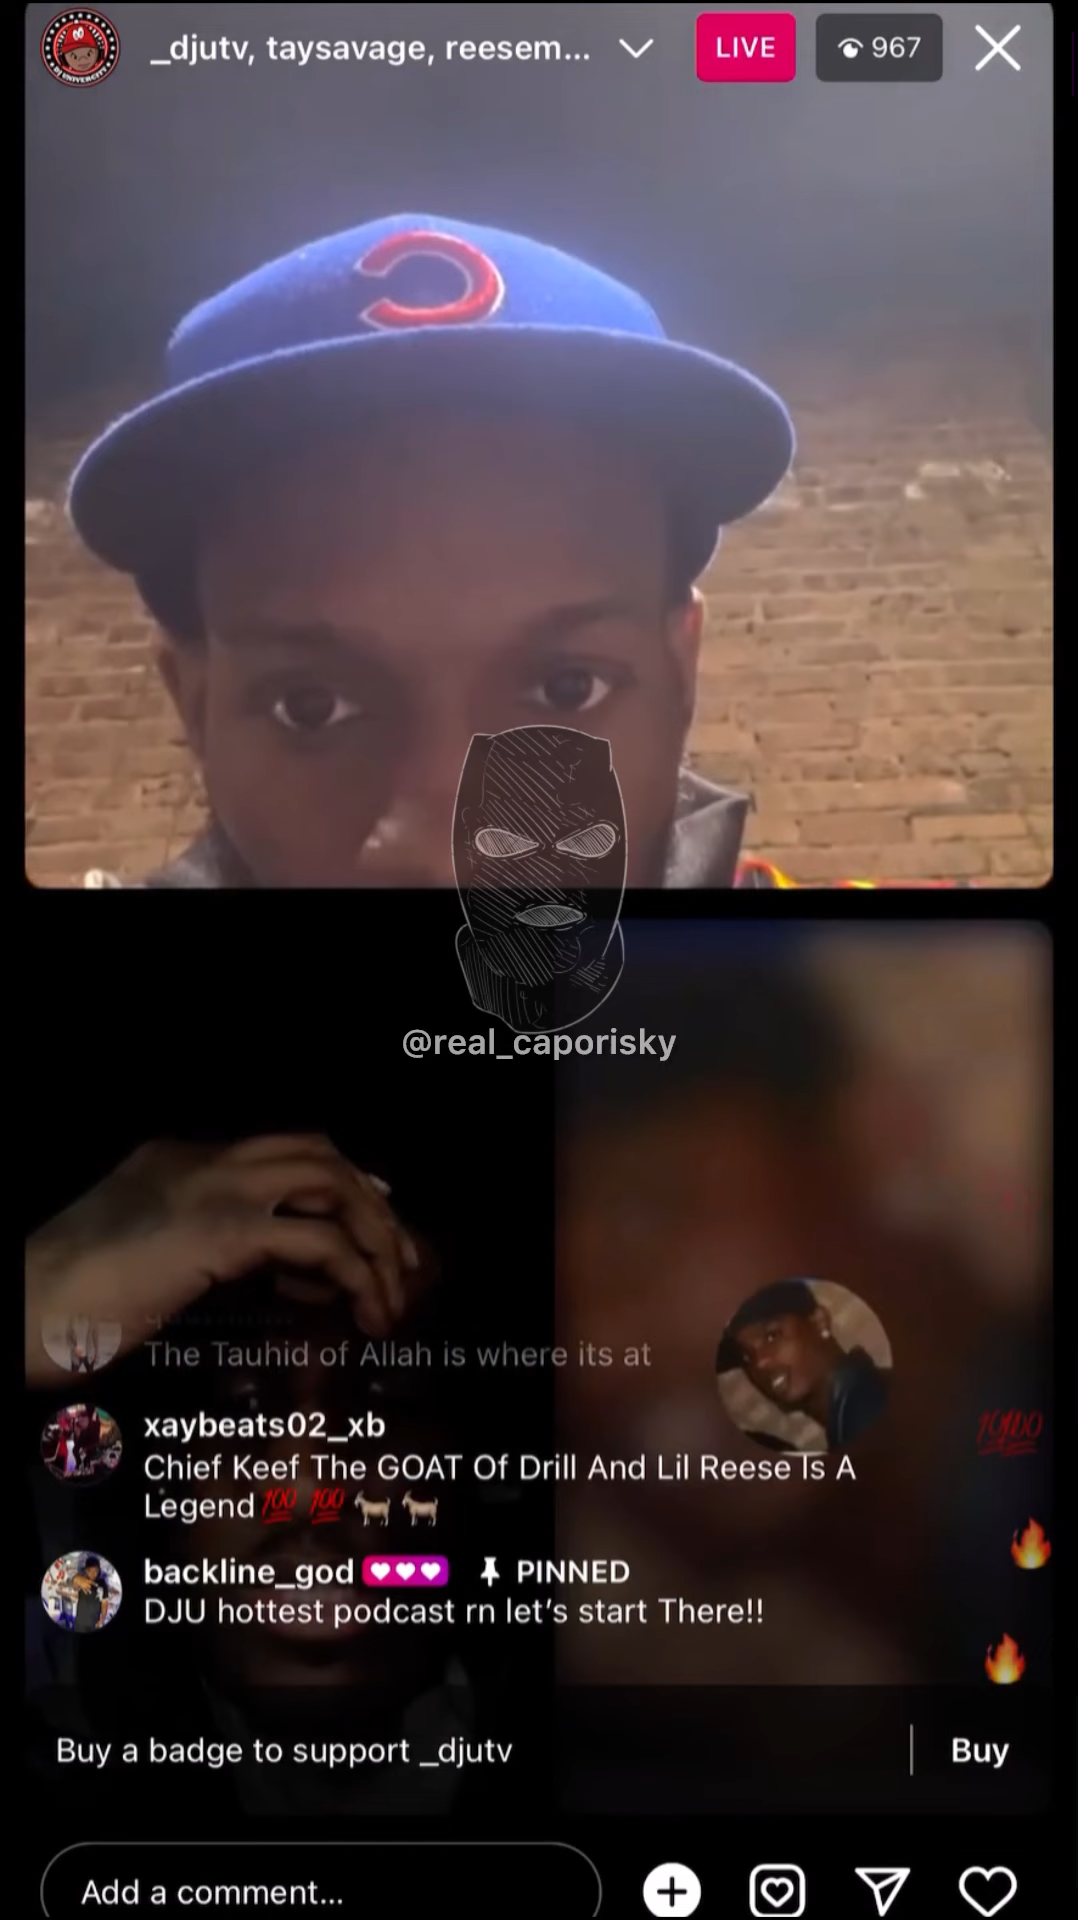 _djutv, taysavage, reesem...
LIVE
967
@real_caporisky
The Tauhid of Allah is where its at
xaybeats02_xb
Chief Keef The GOAT Of Drill And Lil Reese Is A
Legend💯 💯 🐐 🐐
backline_god PINNED
DJU hottest podcast rn let's start There!!
Buy a badge to support _djutv
Buy
Add a comment...